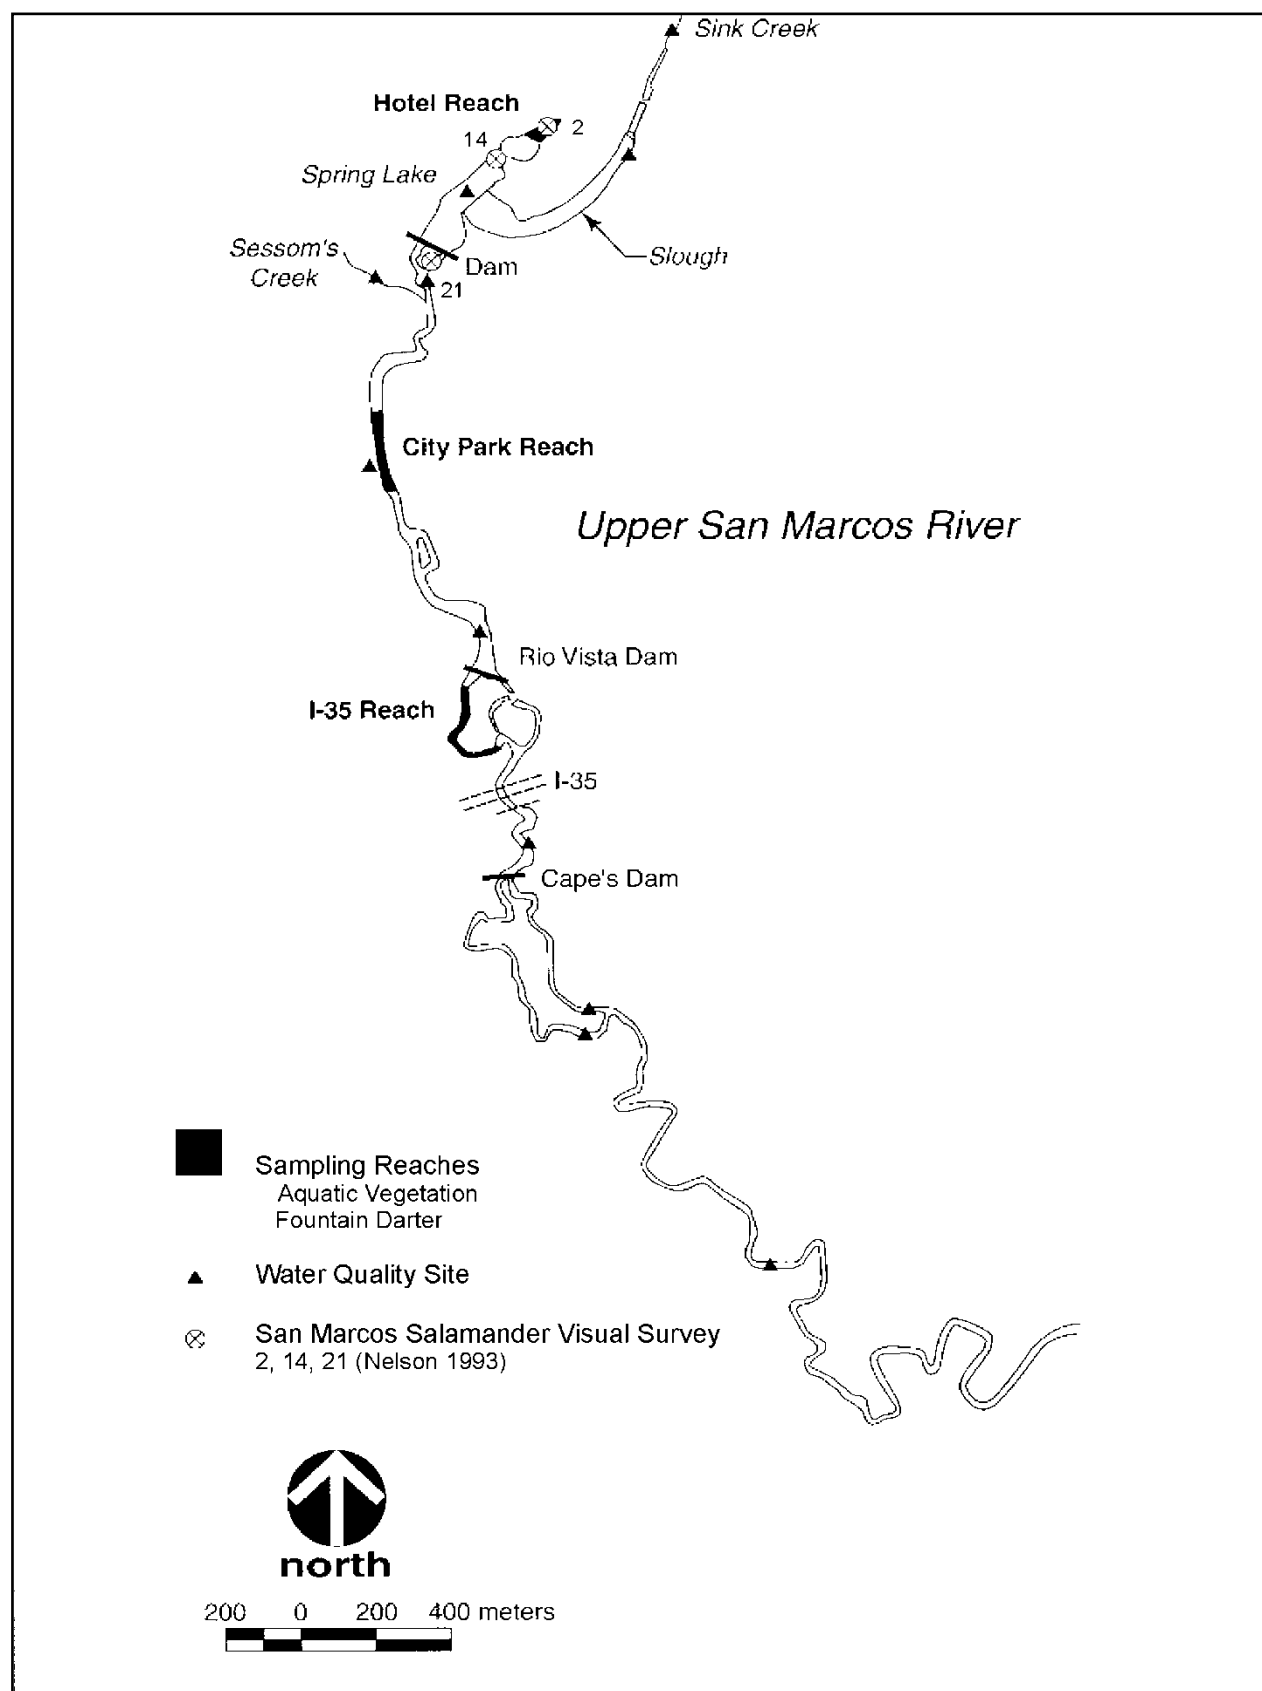 Sink Creek
Hotel Reach
2
14
Spring Lake
Sessom's
Creek
Slough
Dam
21
City Park Reach
Upper San Marcos River
Rio Vista Dam
I-35 Reach
I-35
Cape's Dam
Sampling Reaches
Aquatic Vegetation
Fountain Darter
Water Quality Site
San Marcos Salamander Visual Survey
2, 14, 21 (Nelson 1993)
north
200 0 200 400 meters